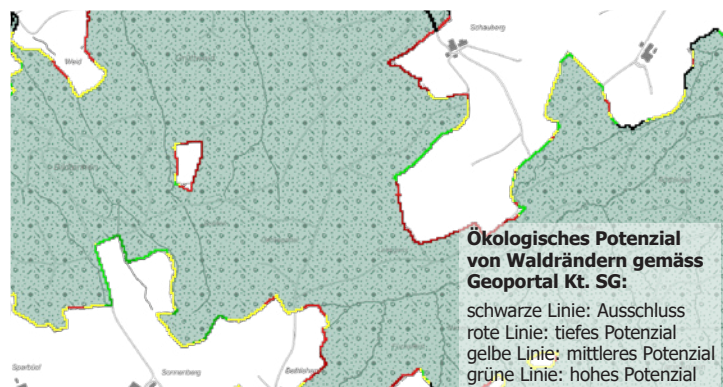 Schauberg
Weid
Ökologisches Potenzial
von Waldrändern gemäss
Geoportal Kt. SG:
schwarze Linie: Ausschluss
rote Linie: tiefes Potenzial
gelbe Linie: mittleres Potenzial
grüne Linie: hohes Potenzial
Sonnenberg